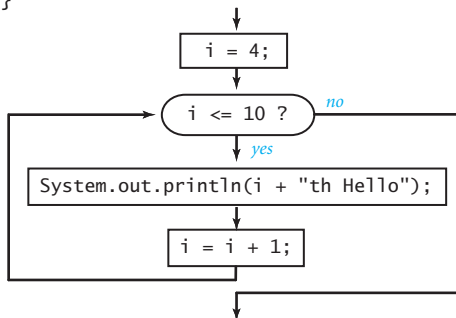 }
i = 4;
i <= 10 ?
no
yes
System.out.println(i + "th Hello");
i = i + 1;